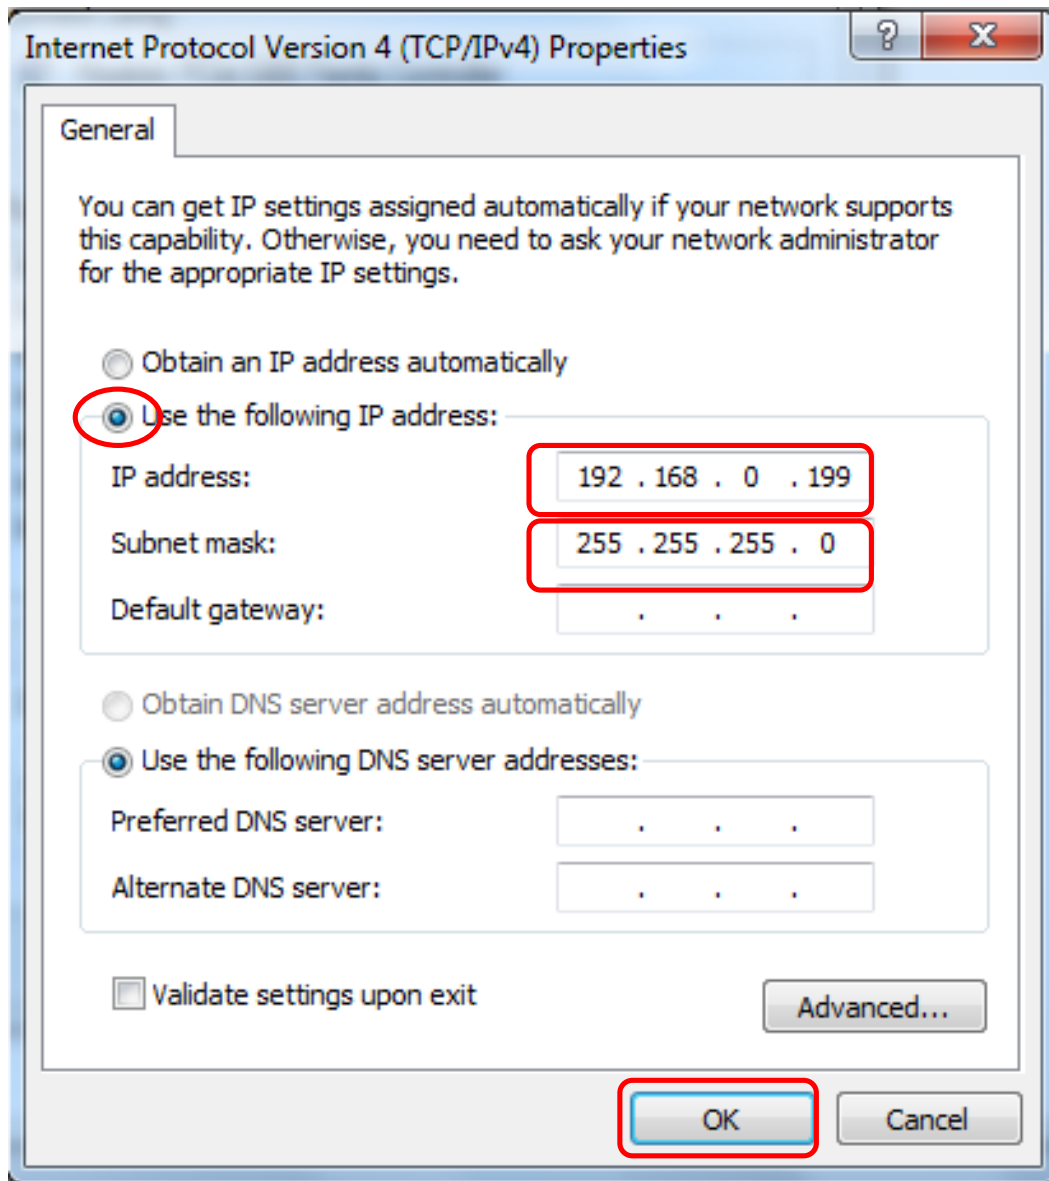 Internet Protocol Version 4 (TCP/IPv4) Properties
?
General
You can get IP settings assigned automatically if your network supports
this capability. Otherwise, you need to ask your network administrator
for the appropriate IP settings.
Obtain an IP address automatically
Use the following IP address:
IP address: 192 . 168 . 0 . 199
Subnet mask: 255 . 255 . 255 . 0
Default gateway: . . .
Obtain DNS server address automatically
Use the following DNS server addresses:
Preferred DNS server: . . .
Alternate DNS server: . . .
Validate settings upon exit
Advanced...
OK Cancel